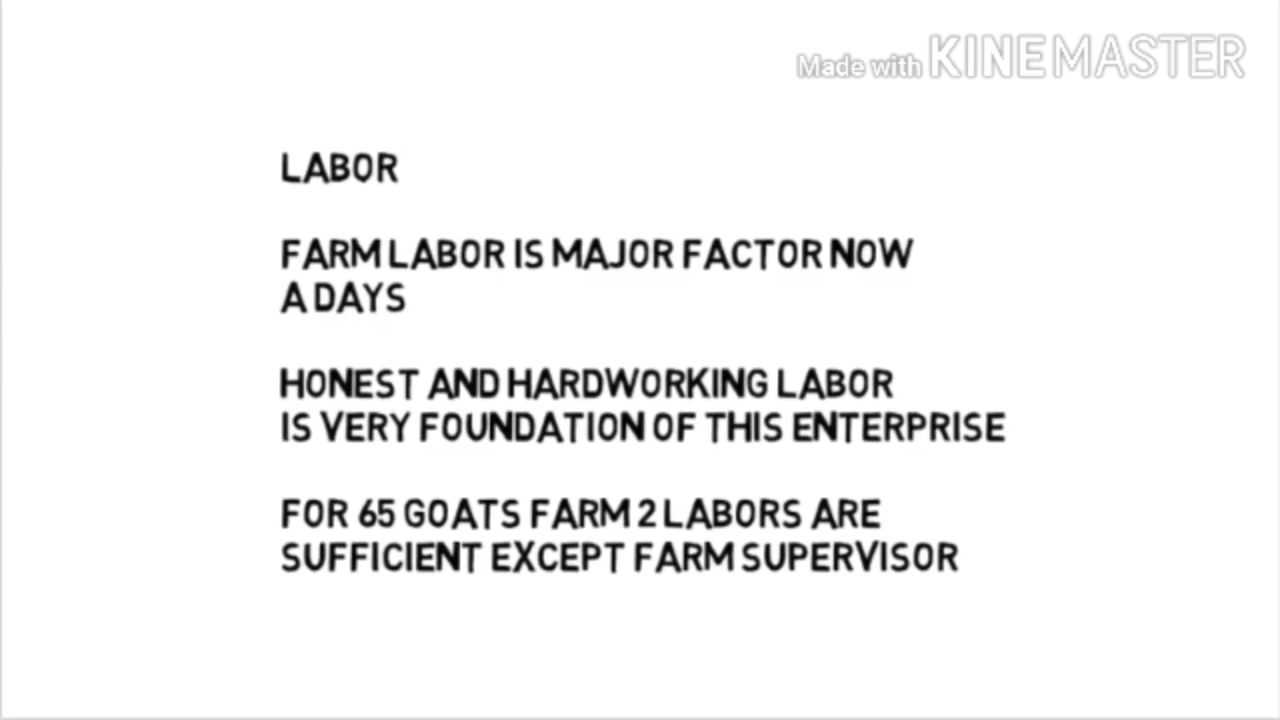 Made with KINEMASTER
LABOR
FARM LABOR IS MAJOR FACTOR NOW
A DAYS
HONEST AND HARDWORKING LABOR
IS VERY FOUNDATION OF THIS ENTERPRISE
FOR 65 GOATS FARM 2 LABORS ARE
SUFFICIENT EXCEPT FARM SUPERVISOR